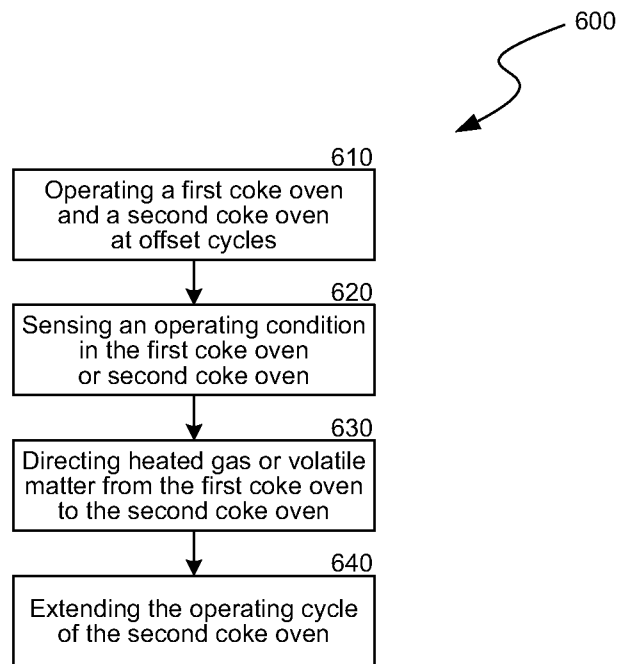 600
610
Operating a first coke oven
and a second coke oven
at offset cycles
620
Sensing an operating condition
in the first coke oven
or second coke oven
630
Directing heated gas or volatile
matter from the first coke oven
to the second coke oven
640
Extending the operating cycle
of the second coke oven